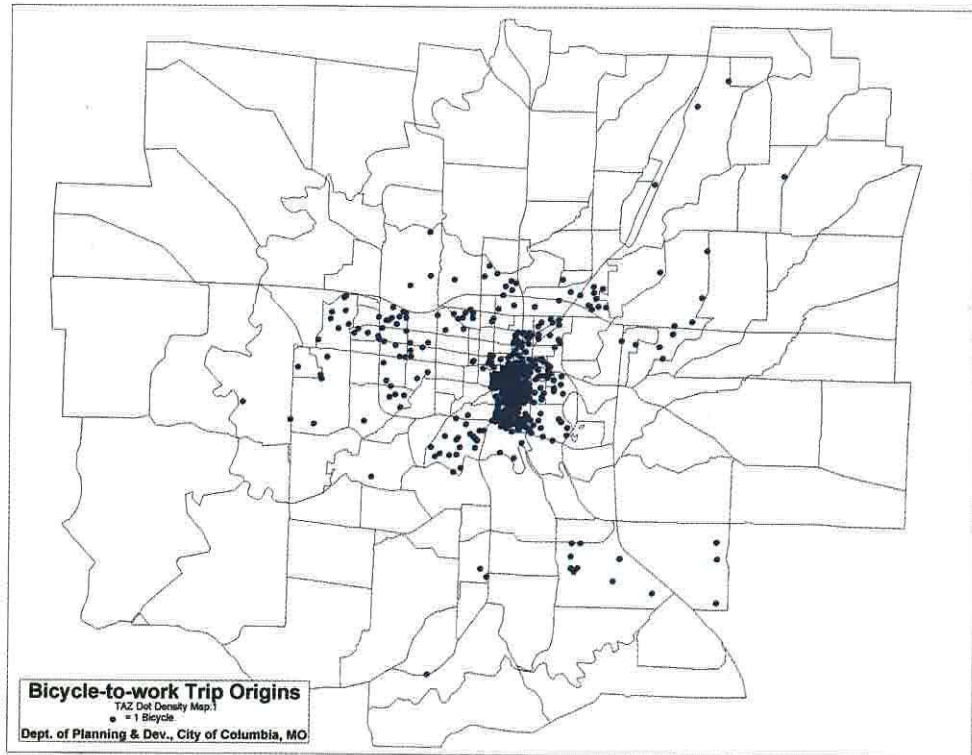 Bicycle-to-work Trip Origins
TAZ Dot Density Map:1
= 1 Bicycle
Dept. of Planning & Dev., City of Columbia, MO